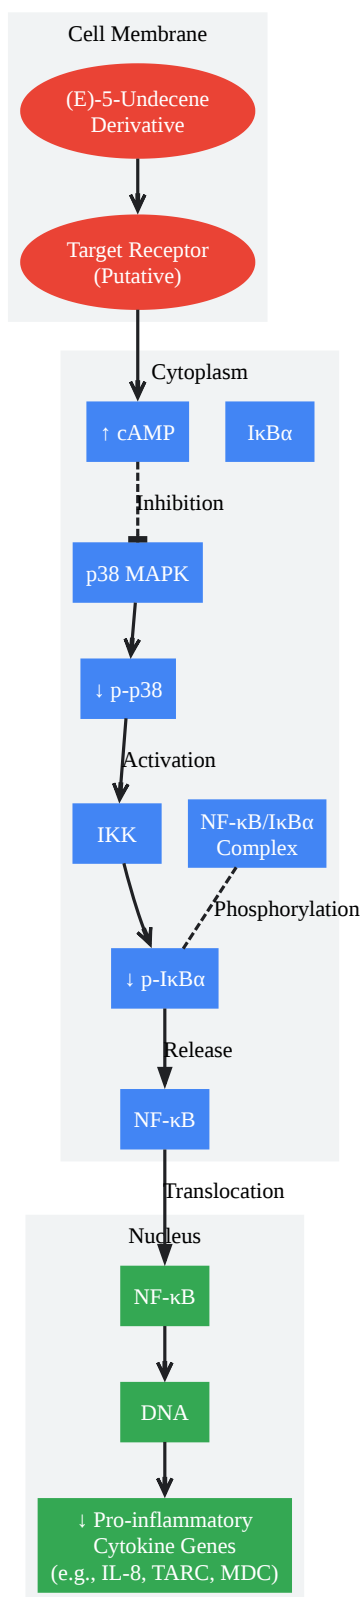 Cell Membrane
(E)-5-Undecene
Derivative
Target Receptor
(Putative)
Cytoplasm
↑ cAMP
IκBα
Inhibition
p38 MAPK
↓ p-p38
Activation
IKK
NF-κB/IκBα
Complex
Phosphorylation
↓ p-IκBα
Release
NF-κB
Translocation
Nucleus
NF-κB
DNA
↓ Pro-inflammatory
Cytokine Genes
(e.g., IL-8, TARC, MDC)